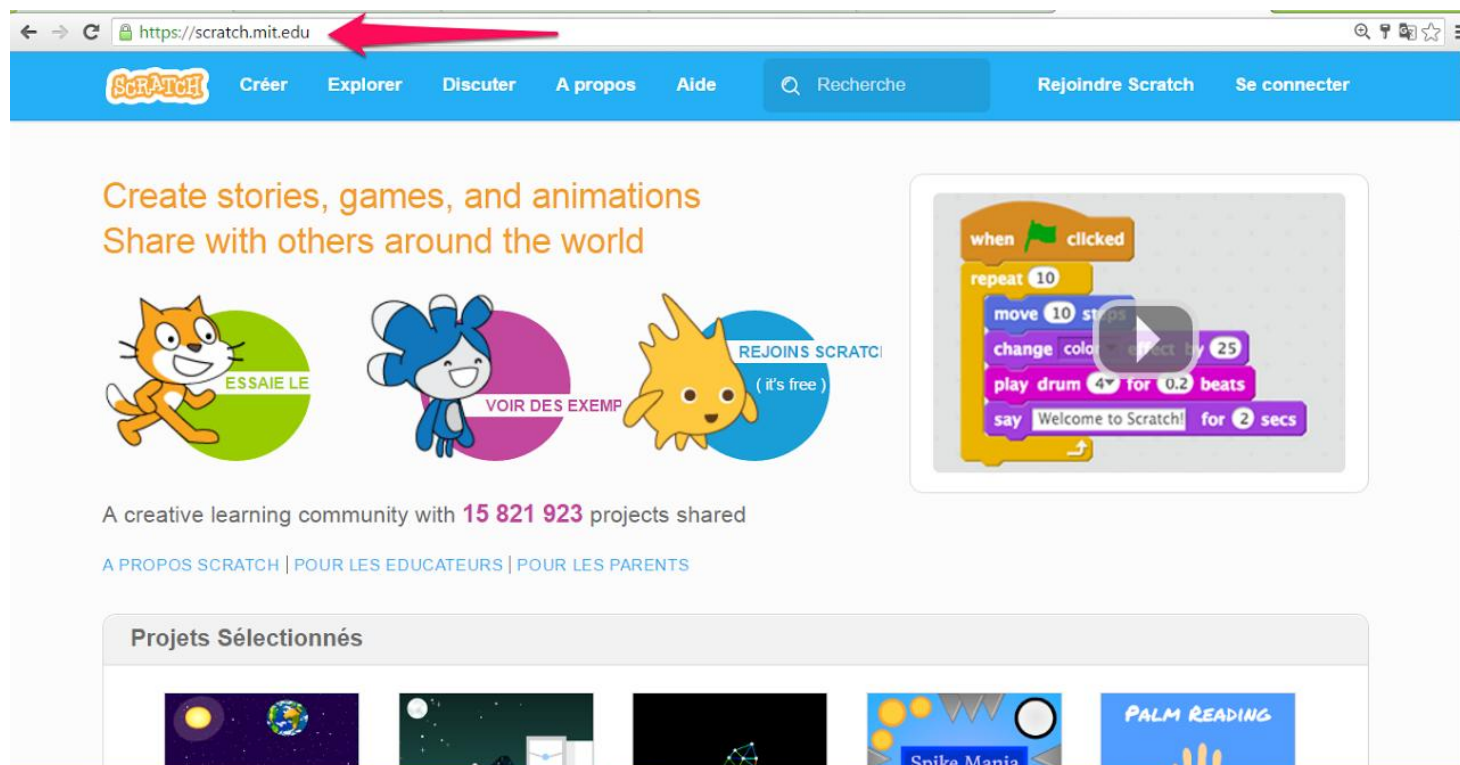 https://scratch.mit.edu
SCRATCH Créer Explorer Discuter A propos Aide Recherche Rejoindre Scratch Se connecter
Create stories, games, and animations
Share with others around the world
ESSAIE LE
VOIR DES EXEMP
REJOINS SCRATC
( it's free )
when clicked
repeat 10
move 10 steps
change color effect by 25
play drum 4 for 0.2 beats
say Welcome to Scratch! for 2 secs
A creative learning community with 15 821 923 projects shared
A PROPOS SCRATCH | POUR LES EDUCATEURS | POUR LES PARENTS
Projets Sélectionnés
Spike Mania
PALM READING